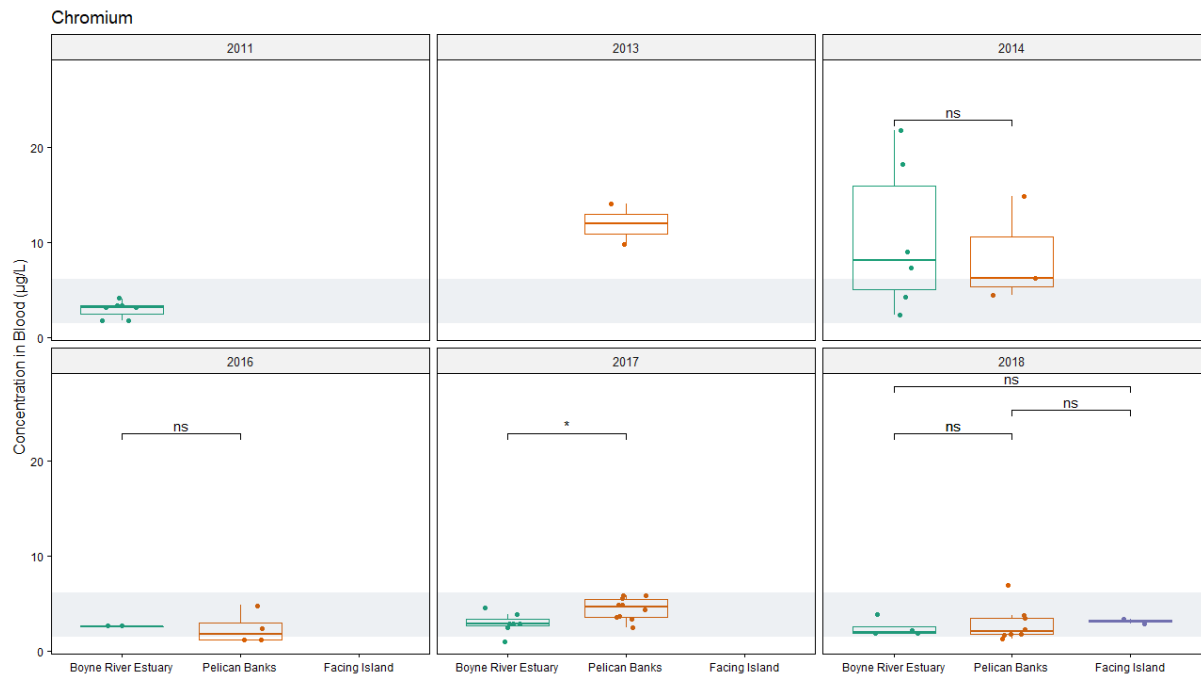 Chromium
2011
2013
2014
ns
20
10
0
Concentration in Blood (µg/L)
2016
2017
2018
ns
ns
ns
*
ns
20
10
0
Boyne River Estuary
Pelican Banks
Facing Island
Boyne River Estuary
Pelican Banks
Facing Island
Boyne River Estuary
Pelican Banks
Facing Island